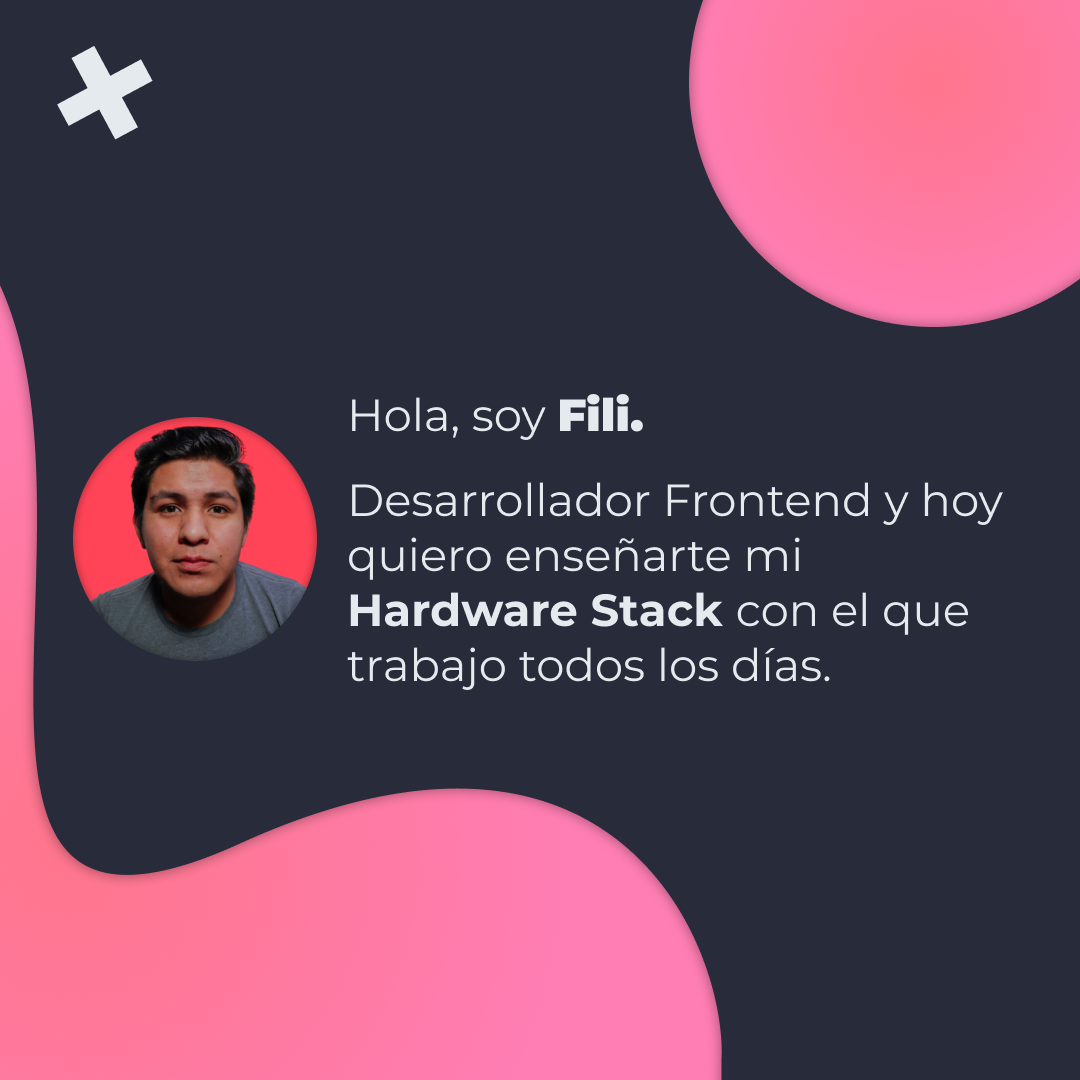 Hola, soy Fili.
Desarrollador Frontend y hoy
quiero enseñarte mi
Hardware Stack con el que
trabajo todos los días.